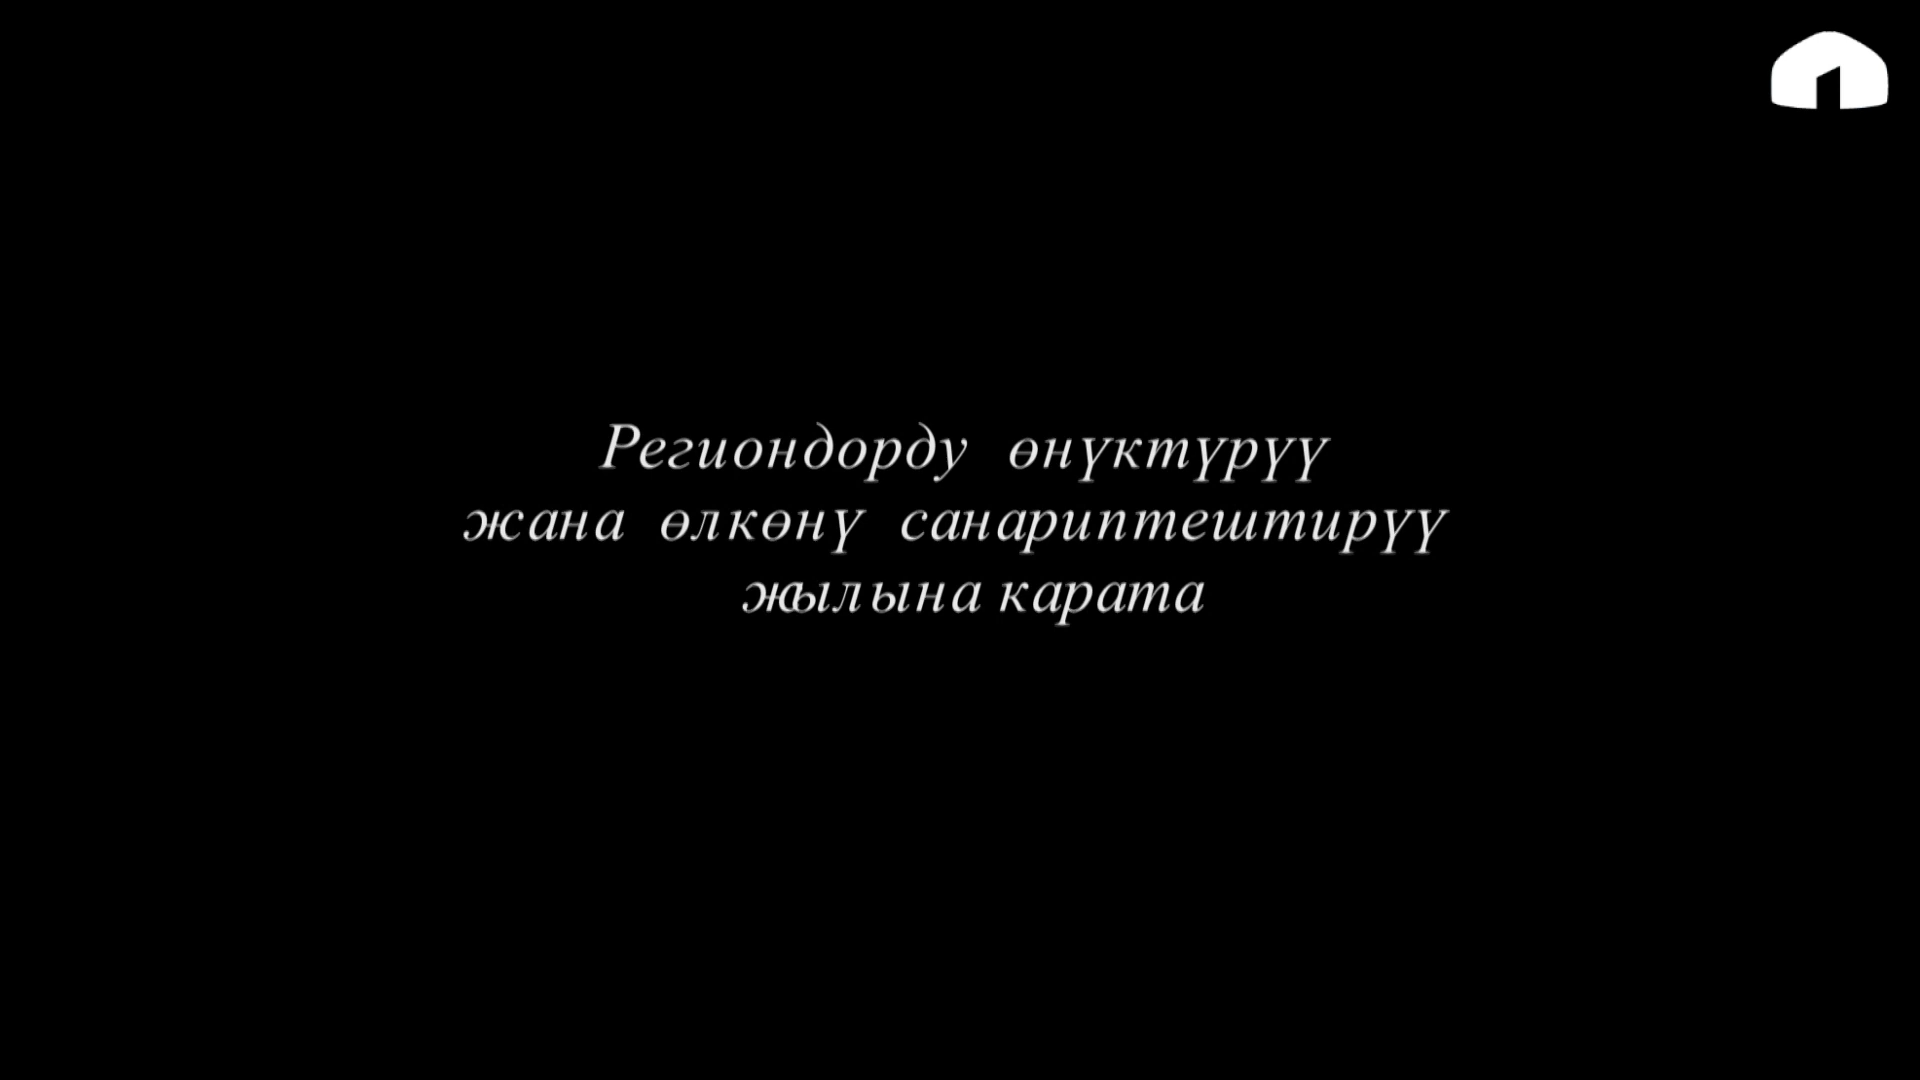 Региондорду өнүктүрүү
жана өлкөнү санариптештирүү
жылына карата